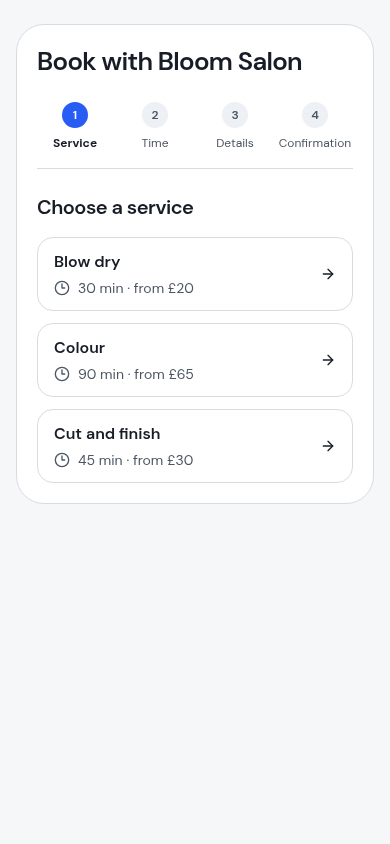 Book with Bloom Salon
1 2 3 4
Service Time Details Confirmation
Choose a service
Blow dry
30 min · from £20
Colour
90 min · from £65
Cut and finish
45 min · from £30